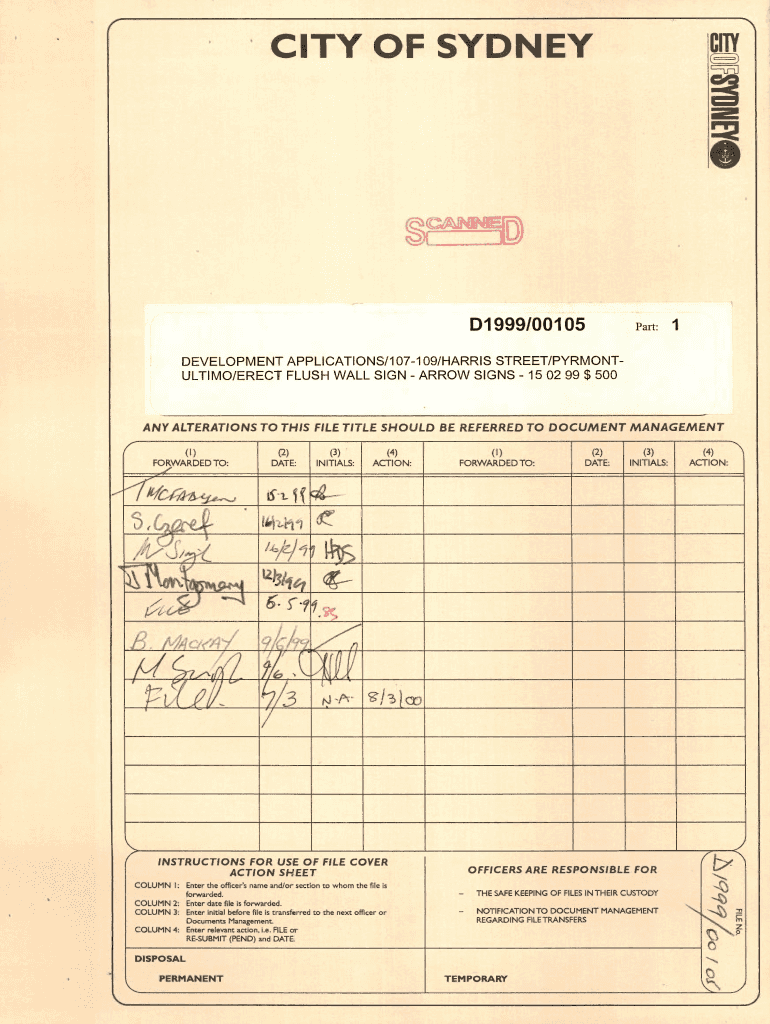 CITY OF SYDNEY
CITY OF SYDNEY
SCANNED
D1999/00105 Part: 1
DEVELOPMENT APPLICATIONS/107-109/HARRIS STREET/PYRMONT-
ULTIMO/ERECT FLUSH WALL SIGN - ARROW SIGNS - 15 02 99 $ 500
ANY ALTERATIONS TO THIS FILE TITLE SHOULD BE REFERRED TO DOCUMENT MANAGEMENT
(1) (2) (3) (4) (1) (2) (3) (4)
FORWARDED TO: DATE: INITIALS: ACTION: FORWARDED TO: DATE: INITIALS: ACTION:
T MCFADyen 15-2 99
S. 16/2/99
M Singh 16/2/99
J Montgomery 12/3/99
5.5.99
B. MACKAY 9/6/99
M Singh 9/6.
File. 7/3 N.A. 8/3/00
INSTRUCTIONS FOR USE OF FILE COVER
ACTION SHEET
COLUMN 1: Enter the officer's name and/or section to whom the file is
forwarded.
COLUMN 2: Enter date file is forwarded.
COLUMN 3: Enter initial before file is transferred to the next officer or
Documents Management.
COLUMN 4: Enter relevant action, i.e. FILE or
RE-SUBMIT (PEND) and DATE.
OFFICERS ARE RESPONSIBLE FOR
– THE SAFE KEEPING OF FILES IN THEIR CUSTODY
– NOTIFICATION TO DOCUMENT MANAGEMENT
REGARDING FILE TRANSFERS
FILE No.
D1999/00105
DISPOSAL
PERMANENT TEMPORARY